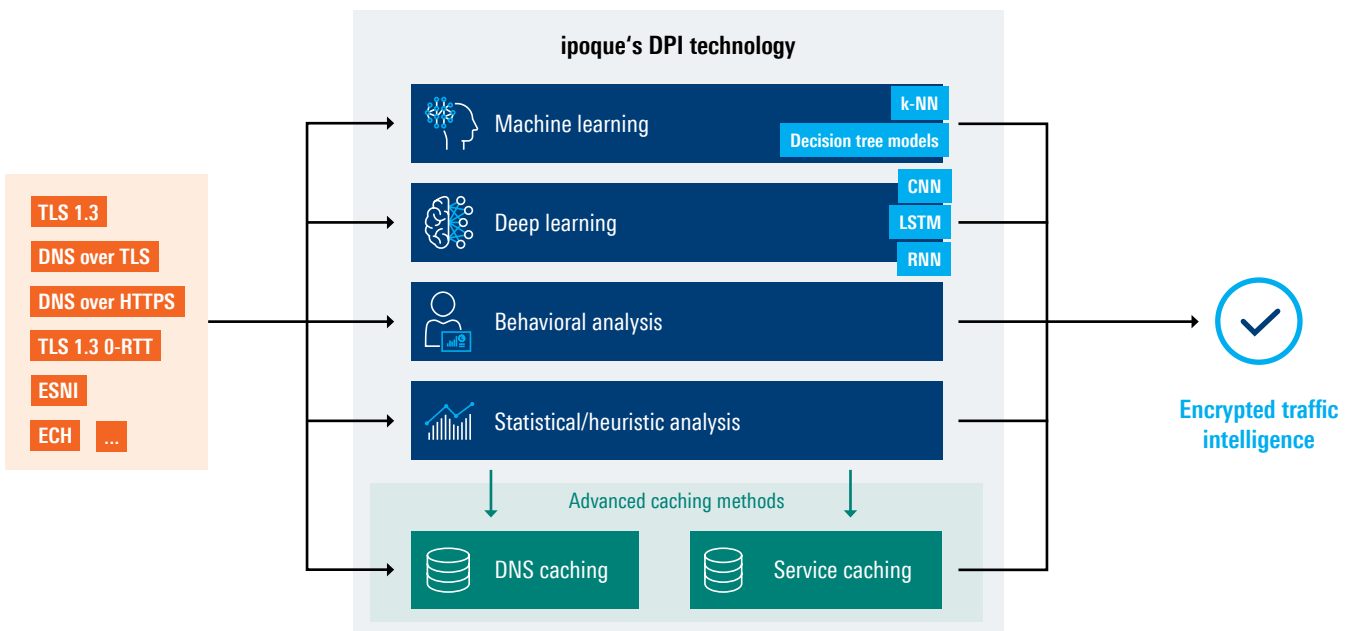 ipoque‘s DPI technology
TLS 1.3
DNS over TLS
DNS over HTTPS
TLS 1.3 0-RTT
ESNI
ECH ...
Machine learning
k-NN
Decision tree models
Deep learning
CNN
LSTM
RNN
Behavioral analysis
Statistical/heuristic analysis
Advanced caching methods
DNS caching
Service caching
Encrypted traffic
intelligence